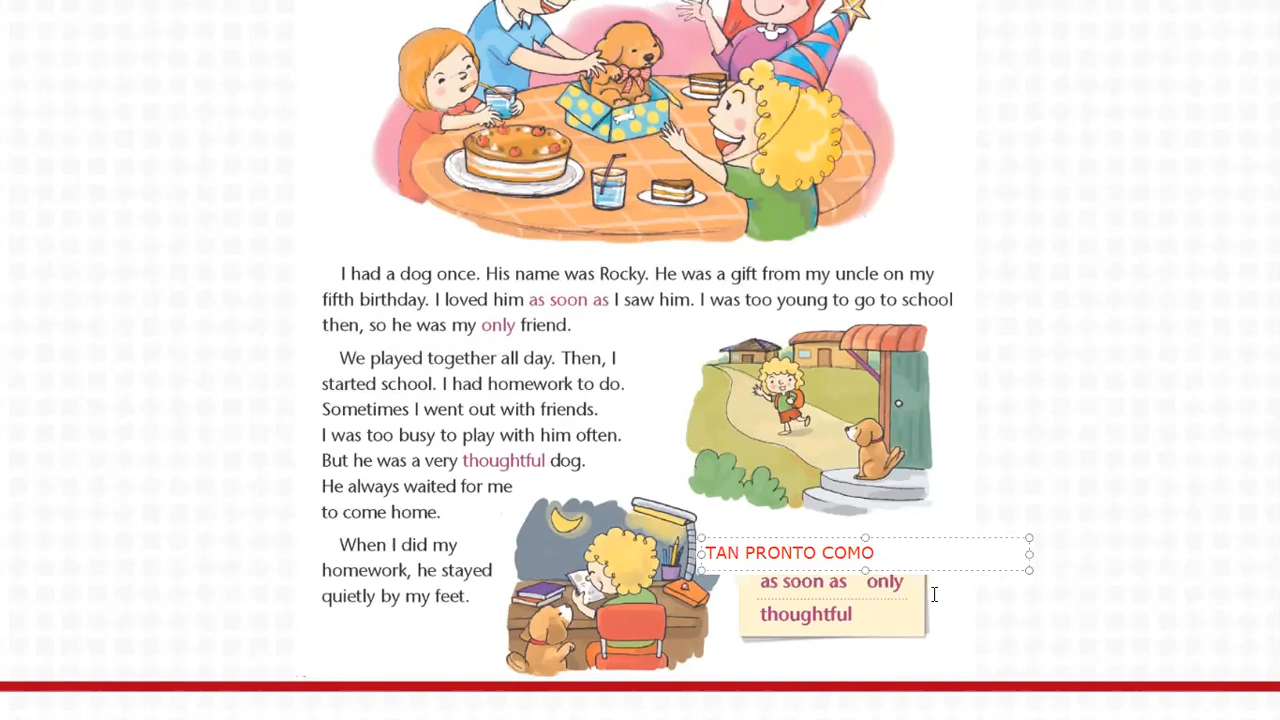 I had a dog once. His name was Rocky. He was a gift from my uncle on my
fifth birthday. I loved him as soon as I saw him. I was too young to go to school
then, so he was my only friend.
We played together all day. Then, I
started school. I had homework to do.
Sometimes I went out with friends.
I was too busy to play with him often.
But he was a very thoughtful dog.
He always waited for me
to come home.
When I did my
homework, he stayed
quietly by my feet.
TAN PRONTO COMO
as soon as only
thoughtful